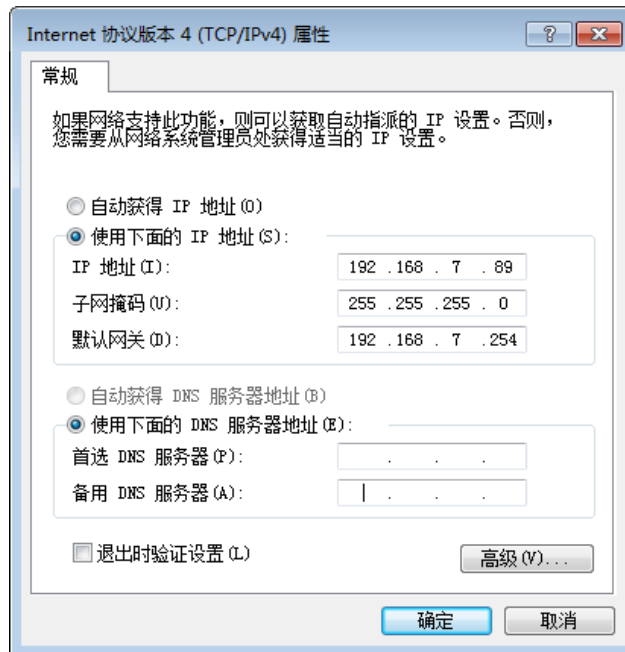 Internet 协议版本 4 (TCP/IPv4) 属性
常规
如果网络支持此功能，则可以获取自动指派的 IP 设置。否则，
您需要从网络系统管理员处获得适当的 IP 设置。
自动获得 IP 地址(O)
使用下面的 IP 地址(S):
IP 地址(I): 192 .168 . 7 . 89
子网掩码(U): 255 .255 .255 . 0
默认网关(D): 192 .168 . 7 .254
自动获得 DNS 服务器地址(B)
使用下面的 DNS 服务器地址(E):
首选 DNS 服务器(P): . . .
备用 DNS 服务器(A): . . .
退出时验证设置(L)
高级(V)...
确定 取消